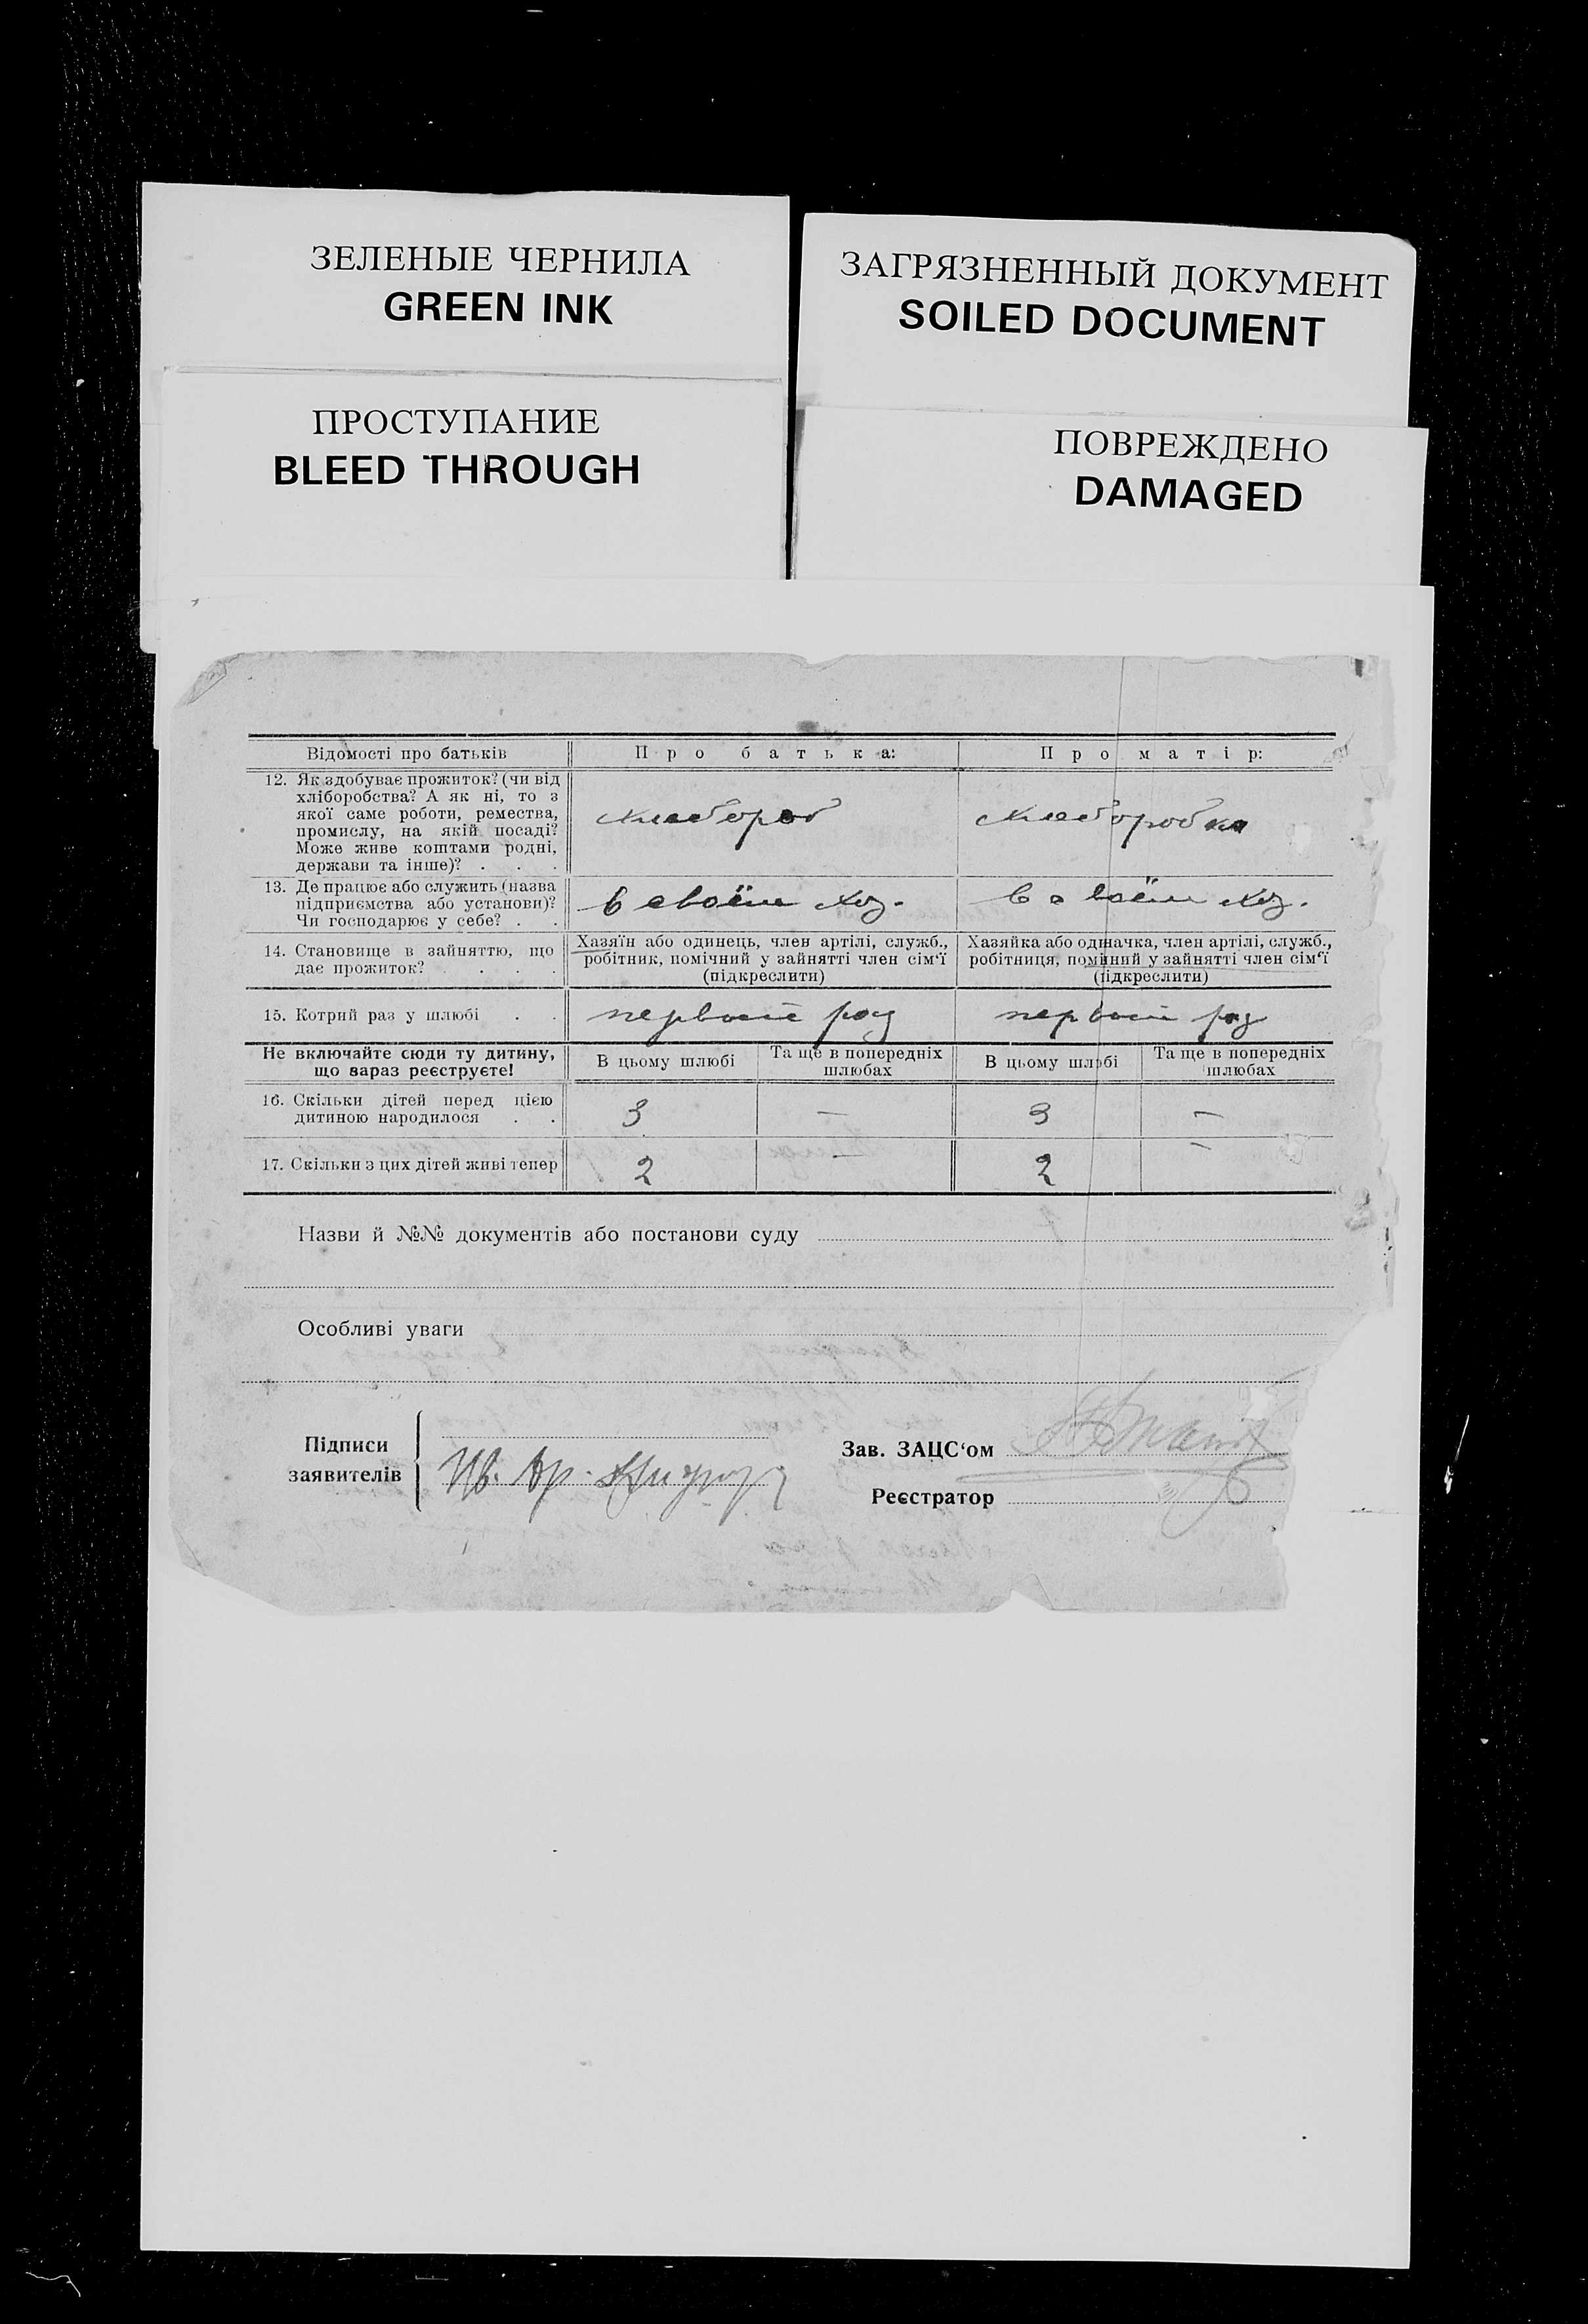 ЗЕЛЕНЫЕ ЧЕРНИЛА
GREEN INK
ЗАГРЯЗНЕННЫЙ ДОКУМЕНТ
SOILED DOCUMENT
ПРОСТУПАНИЕ
BLEED THROUGH
ПОВРЕЖДЕНО
DAMAGED
Відомості про батьків
Про батька:
Про матір:
12. Як здобуває прожиток? (чи від
хліборобства? А як ні, то з
якої саме роботи, ремества,
промислу, на якій посаді?
Може живе коштами родні,
держави та інше)? . . .
хлебороб
хлеборобка
13. Де працює або служить (назва
підприємства або установи)?
Чи господарює у себе? . .
в своём хоз.
в своём хоз.
14. Становище в зайняттю, що
дає прожиток? . . . .
Хазяїн або одинець, член артілі, служб.,
робітник, помічний у зайнятті член сім'ї
(підкреслити)
Хазяйка або одиначка, член артілі, служб.,
робітниця, помічний у зайнятті член сім'ї
(підкреслити)
15. Котрий раз у шлюбі . .
первый раз
первый раз
Не включайте сюди ту дитину,
що вараз реєструєте!
В цьому шлюбі
Та ще в попередніх
шлюбах
В цьому шлюбі
Та ще в попередніх
шлюбах
16. Скільки дітей перед цією
дитиною народилося . .
3
—
3
—
17. Скільки з цих дітей живі тепер
2
—
2
—
Назви й №№ документів або постанови суду
Особливі уваги
Підписи
заявителів
Зав. ЗАЦС‘ом
Реєстратор